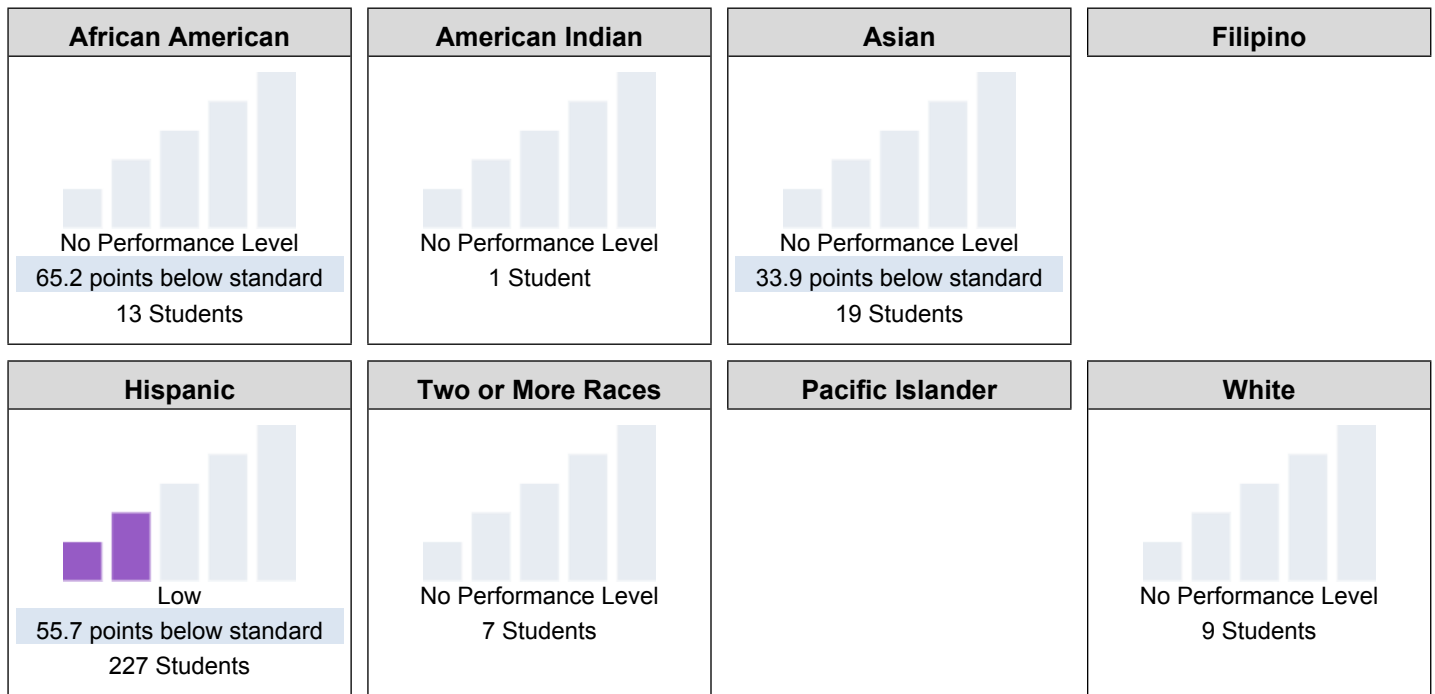 African American
No Performance Level
65.2 points below standard
13 Students
American Indian
No Performance Level
1 Student
Asian
No Performance Level
33.9 points below standard
19 Students
Filipino
Hispanic
Low
55.7 points below standard
227 Students
Two or More Races
No Performance Level
7 Students
Pacific Islander
White
No Performance Level
9 Students